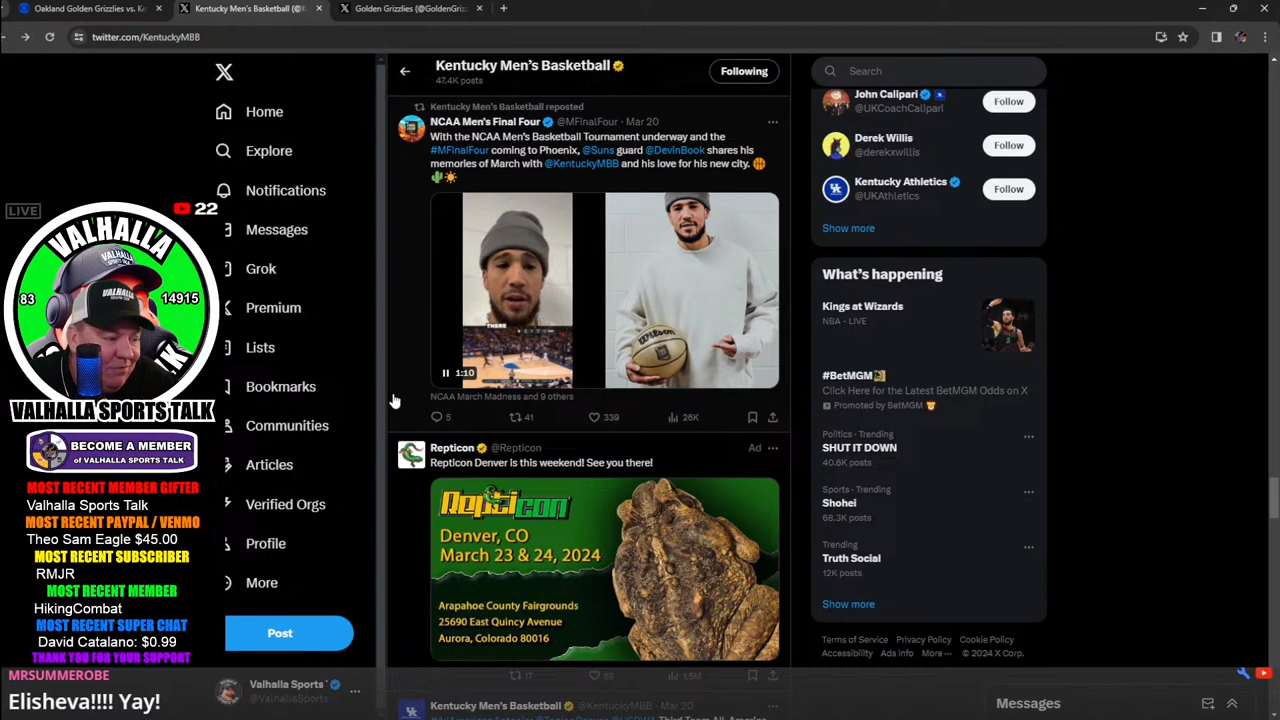 Oakland Golden Grizzlies vs. K
Kentucky Men's Basketball (@K
Golden Grizzlies (@GoldenGriz
twitter.com/KentuckyMBB
Home
Explore
Notifications
Messages
Grok
Premium
Lists
Bookmarks
Communities
Articles
Verified Orgs
Profile
More
Post
Valhalla Sports
@ValhallaSports
LIVE
22
VALHALLA
83
14915
VALHALLA SPORTS TALK
BECOME A MEMBER
of VALHALLA SPORTS TALK
MOST RECENT MEMBER GIFTER
Valhalla Sports Talk
MOST RECENT PAYPAL / VENMO
Theo Sam Eagle $45.00
MOST RECENT SUBSCRIBER
RMJR
MOST RECENT MEMBER
HikingCombat
MOST RECENT SUPER CHAT
David Catalano: $0.99
THANK YOU FOR YOUR SUPPORT
MRSUMMEROBE
Elisheva!!!! Yay!
Kentucky Men's Basketball
47.4K posts
Following
Kentucky Men's Basketball reposted
NCAA Men's Final Four @MFinalFour · Mar 20
With the NCAA Men's Basketball Tournament underway and the
#MFinalFour coming to Phoenix, @Suns guard @DevInBook shares his
memories of March with @KentuckyMBB and his love for his new city.
THERE
Wilson
1:10
NCAA March Madness and 9 others
5 41 339 26K
Repticon @Repticon Ad
ReptIcon Denver is this weekend! See you there!
Repticon
Denver, CO
March 23 & 24, 2024
Arapahoe County Fairgrounds
25690 East Quincy Avenue
Aurora, Colorado 80016
17 69 1.5M
Kentucky Men's Basketball @KentuckyMBB · Mar 20
Search
John Calipari
@UKCoachCalipari
Follow
Derek Willis
@derekxwillis
Follow
Kentucky Athletics
@UKAthletics
Follow
Show more
What's happening
Kings at Wizards
NBA · LIVE
#BetMGM
Click Here for the Latest BetMGM Odds on X
Promoted by BetMGM
Politics · Trending
SHUT IT DOWN
40.6K posts
Sports · Trending
Shohei
68.3K posts
Trending
Truth Social
12K posts
Show more
Terms of Service Privacy Policy Cookie Policy
Accessibility Ads info More ··· © 2024 X Corp.
Messages